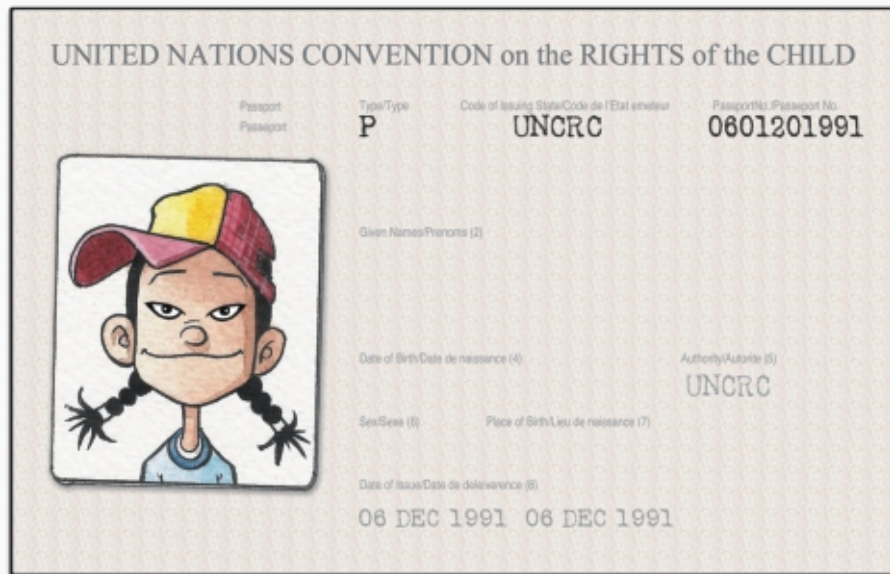 UNITED NATIONS CONVENTION on the RIGHTS of the CHILD
Passport Type/Type Code of Issuing State/Code de l'Etat emeteur PassportNo./Passeport No.
Passeport P UNCRC 0601201991
Given Names/Prenoms (2)
Date of Birth/Date de naissance (4) Authority/Autorite (5)
UNCRC
Sex/Sexe (6) Place of Birth/Lieu de naissance (7)
Date of Issue/Date de deleiverence (8)
06 DEC 1991 06 DEC 1991